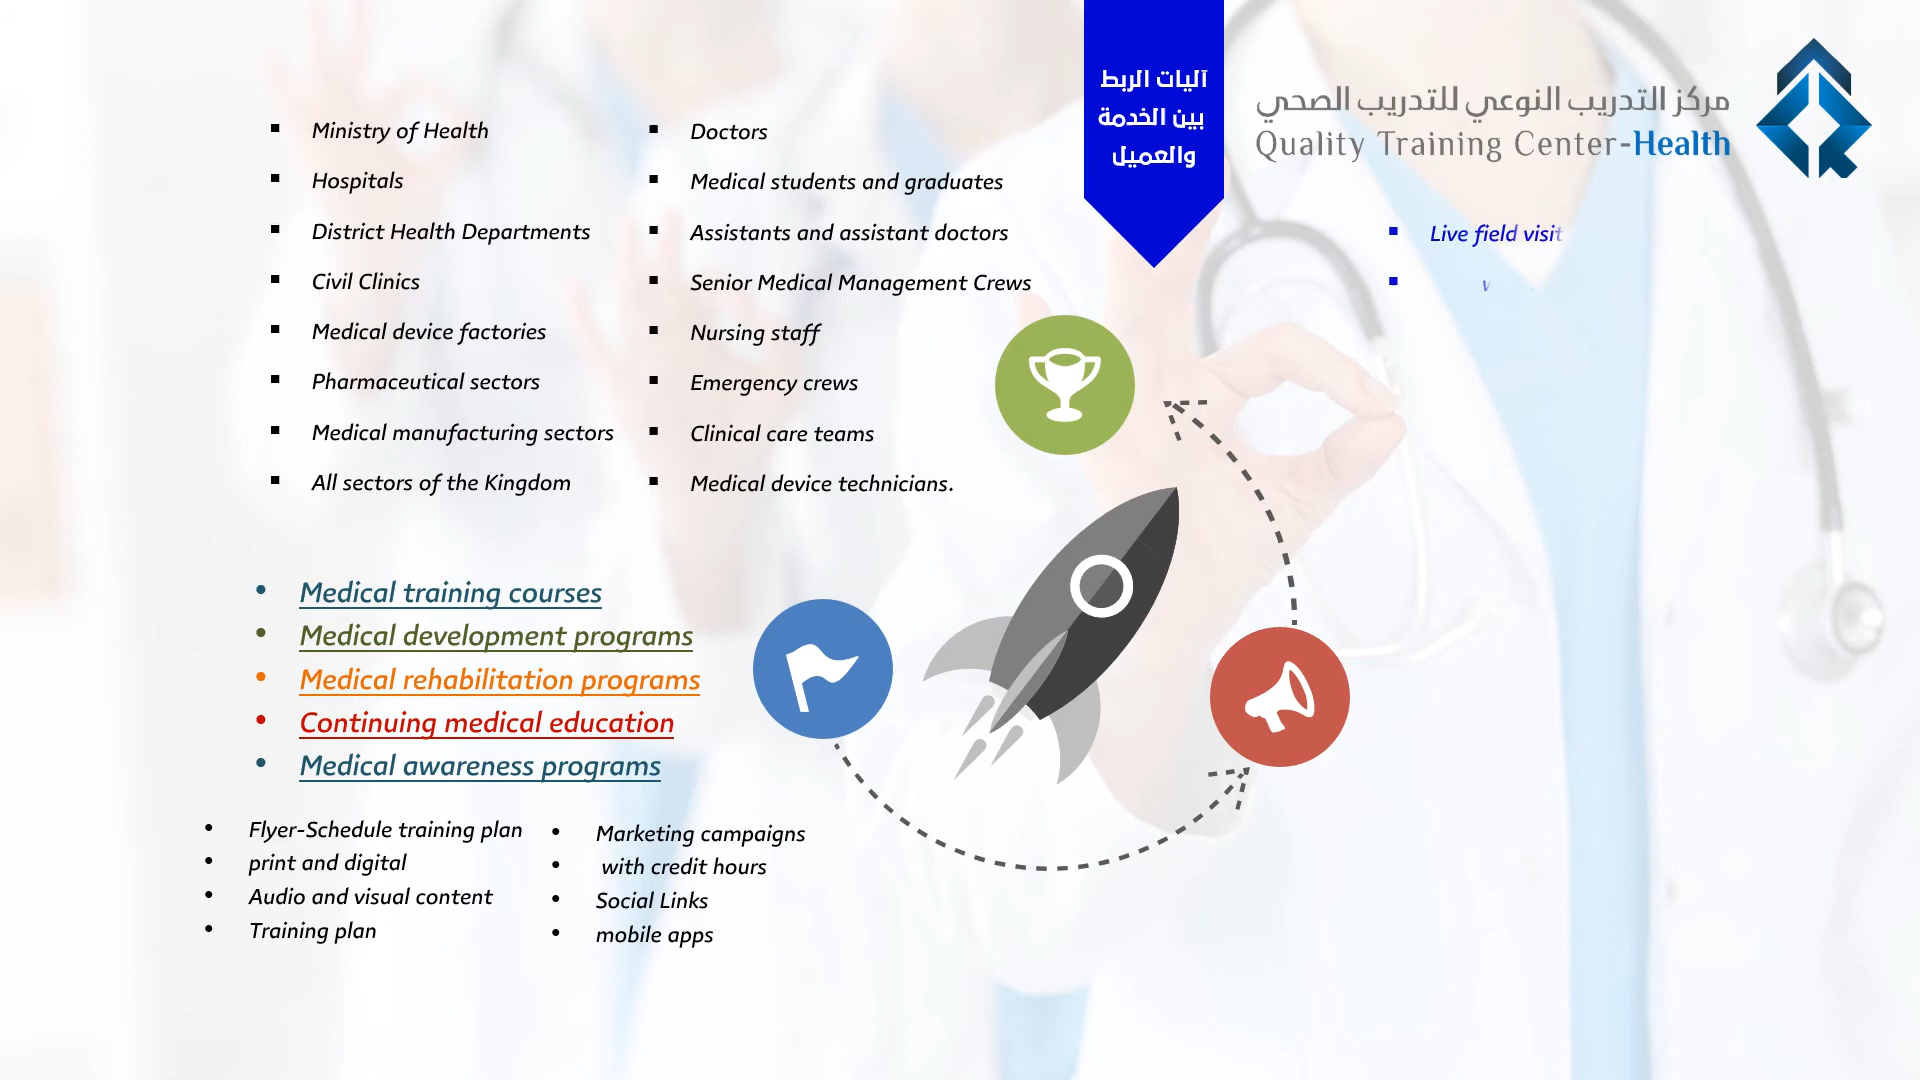 آليات الربط
بين الخدمة
والعميل
مركز التدريب النوعي للتدريب الصحي
Quality Training Center-Health
Ministry of Health
Hospitals
District Health Departments
Civil Clinics
Medical device factories
Pharmaceutical sectors
Medical manufacturing sectors
All sectors of the Kingdom
Doctors
Medical students and graduates
Assistants and assistant doctors
Senior Medical Management Crews
Nursing staff
Emergency crews
Clinical care teams
Medical device technicians.
Live field visit
Medical training courses
Medical development programs
Medical rehabilitation programs
Continuing medical education
Medical awareness programs
Flyer-Schedule training plan
print and digital
Audio and visual content
Training plan
Marketing campaigns
with credit hours
Social Links
mobile apps